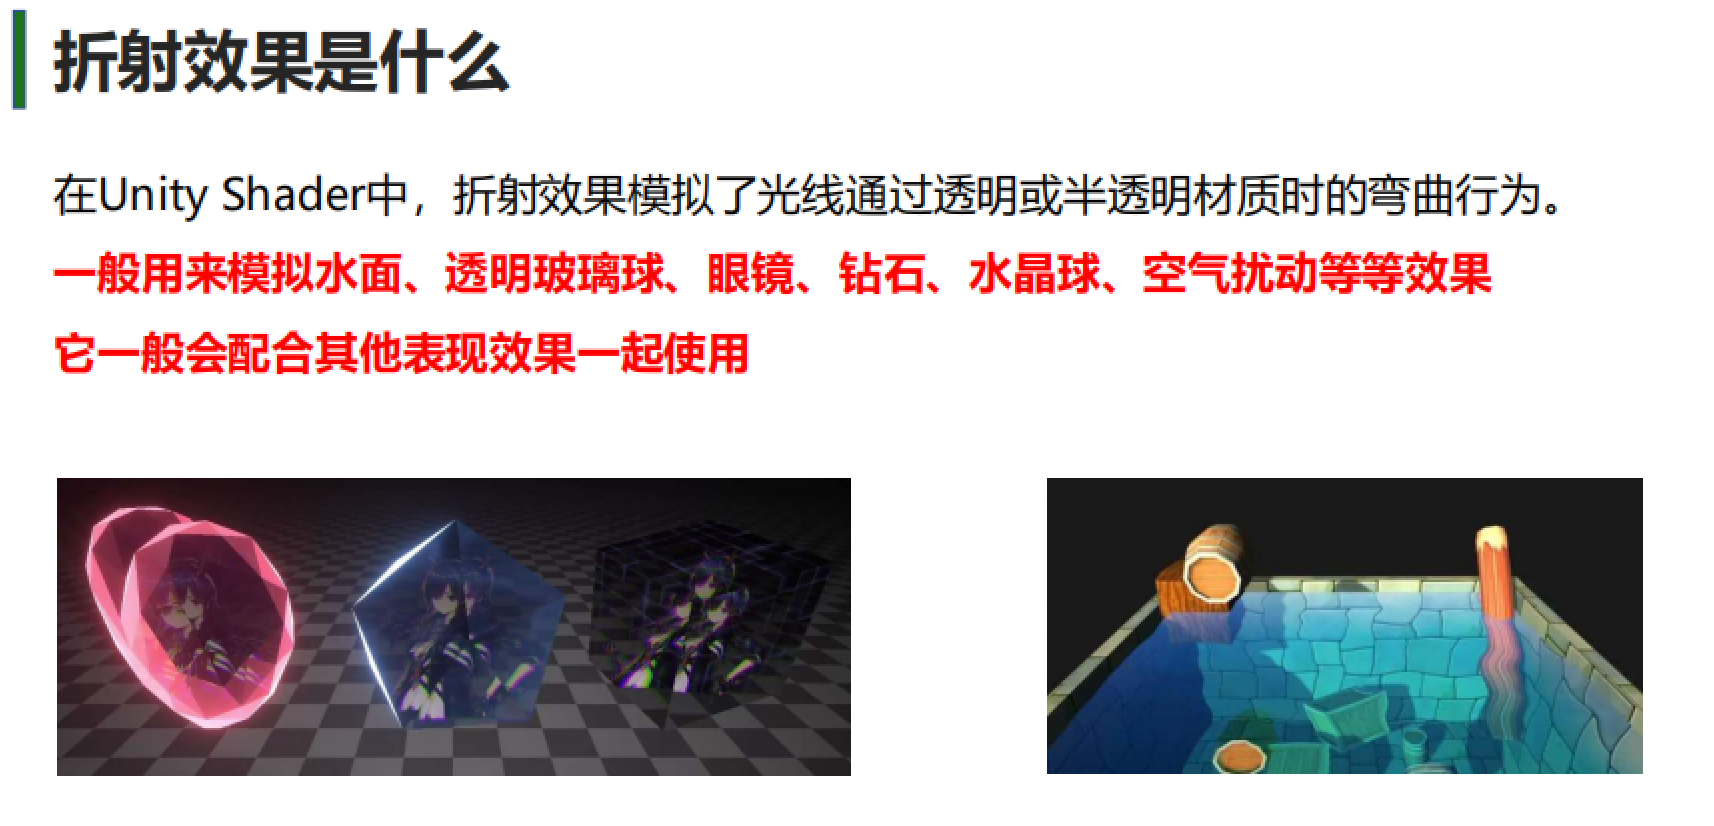 折射效果是什么
在Unity Shader中，折射效果模拟了光线通过透明或半透明材质时的弯曲行为。
一般用来模拟水面、透明玻璃球、眼镜、钻石、水晶球、空气扰动等等效果
它一般会配合其他表现效果一起使用